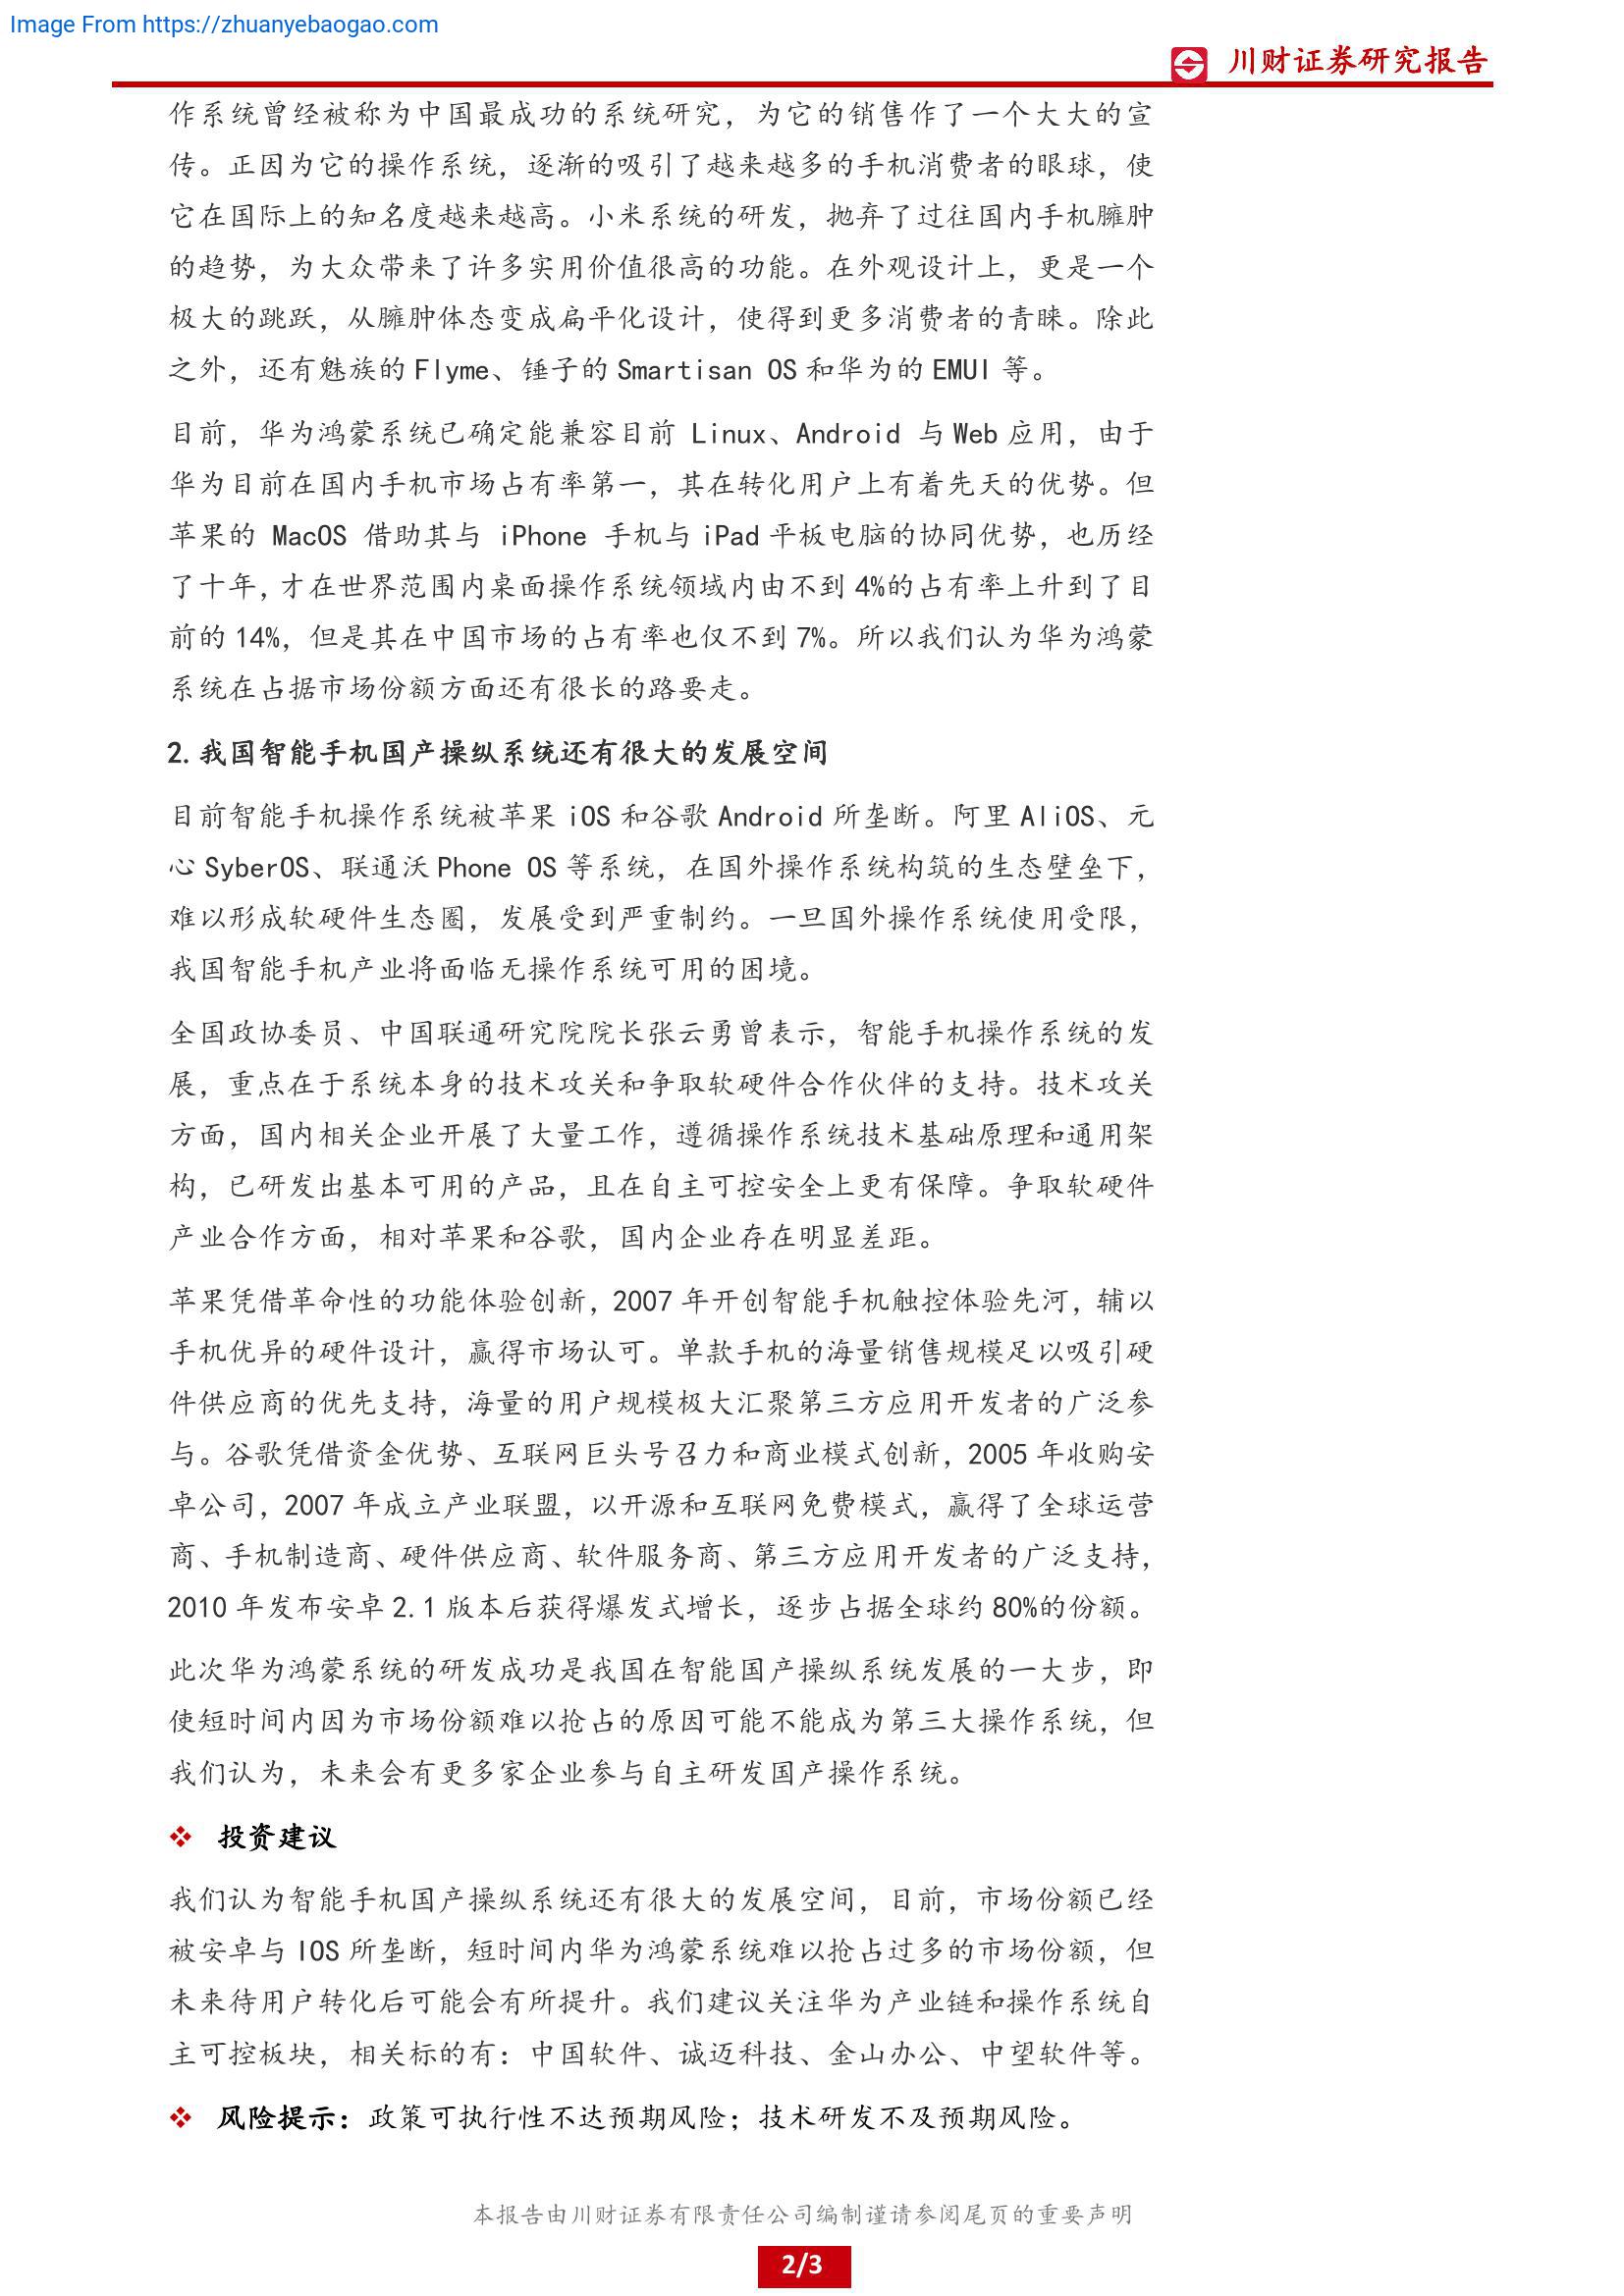 Image From https://zhuanyebaogao.com
川财证券研究报告
作系统曾经被称为中国最成功的系统研究，为它的销售作了一个大大的宣
传。正因为它的操作系统，逐渐的吸引了越来越多的手机消费者的眼球，使
它在国际上的知名度越来越高。小米系统的研发，抛弃了过往国内手机臃肿
的趋势，为大众带来了许多实用价值很高的功能。在外观设计上，更是一个
极大的跳跃，从臃肿体态变成扁平化设计，使得到更多消费者的青睐。除此
之外，还有魅族的 Flyme、锤子的 Smartisan OS 和华为的 EMUI 等。
目前，华为鸿蒙系统已确定能兼容目前 Linux、Android 与 Web 应用，由于
华为目前在国内手机市场占有率第一，其在转化用户上有着先天的优势。但
苹果的 MacOS 借助其与 iPhone 手机与 iPad 平板电脑的协同优势，也历经
了十年，才在世界范围内桌面操作系统领域内由不到 4%的占有率上升到了目
前的 14%，但是其在中国市场的占有率也仅不到 7%。所以我们认为华为鸿蒙
系统在占据市场份额方面还有很长的路要走。
2.我国智能手机国产操纵系统还有很大的发展空间
目前智能手机操作系统被苹果 iOS 和谷歌 Android 所垄断。阿里 AliOS、元
心 SyberOS、联通沃 Phone OS 等系统，在国外操作系统构筑的生态壁垒下，
难以形成软硬件生态圈，发展受到严重制约。一旦国外操作系统使用受限，
我国智能手机产业将面临无操作系统可用的困境。
全国政协委员、中国联通研究院院长张云勇曾表示，智能手机操作系统的发
展，重点在于系统本身的技术攻关和争取软硬件合作伙伴的支持。技术攻关
方面，国内相关企业开展了大量工作，遵循操作系统技术基础原理和通用架
构，已研发出基本可用的产品，且在自主可控安全上更有保障。争取软硬件
产业合作方面，相对苹果和谷歌，国内企业存在明显差距。
苹果凭借革命性的功能体验创新，2007 年开创智能手机触控体验先河，辅以
手机优异的硬件设计，赢得市场认可。单款手机的海量销售规模足以吸引硬
件供应商的优先支持，海量的用户规模极大汇聚第三方应用开发者的广泛参
与。谷歌凭借资金优势、互联网巨头号召力和商业模式创新，2005 年收购安
卓公司，2007 年成立产业联盟，以开源和互联网免费模式，赢得了全球运营
商、手机制造商、硬件供应商、软件服务商、第三方应用开发者的广泛支持，
2010 年发布安卓 2.1 版本后获得爆发式增长，逐步占据全球约 80%的份额。
此次华为鸿蒙系统的研发成功是我国在智能国产操纵系统发展的一大步，即
使短时间内因为市场份额难以抢占的原因可能不能成为第三大操作系统，但
我们认为，未来会有更多家企业参与自主研发国产操作系统。
❖ 投资建议
我们认为智能手机国产操纵系统还有很大的发展空间，目前，市场份额已经
被安卓与 IOS 所垄断，短时间内华为鸿蒙系统难以抢占过多的市场份额，但
未来待用户转化后可能会有所提升。我们建议关注华为产业链和操作系统自
主可控板块，相关标的有：中国软件、诚迈科技、金山办公、中望软件等。
❖ 风险提示：政策可执行性不达预期风险；技术研发不及预期风险。
本报告由川财证券有限责任公司编制谨请参阅尾页的重要声明
2/3